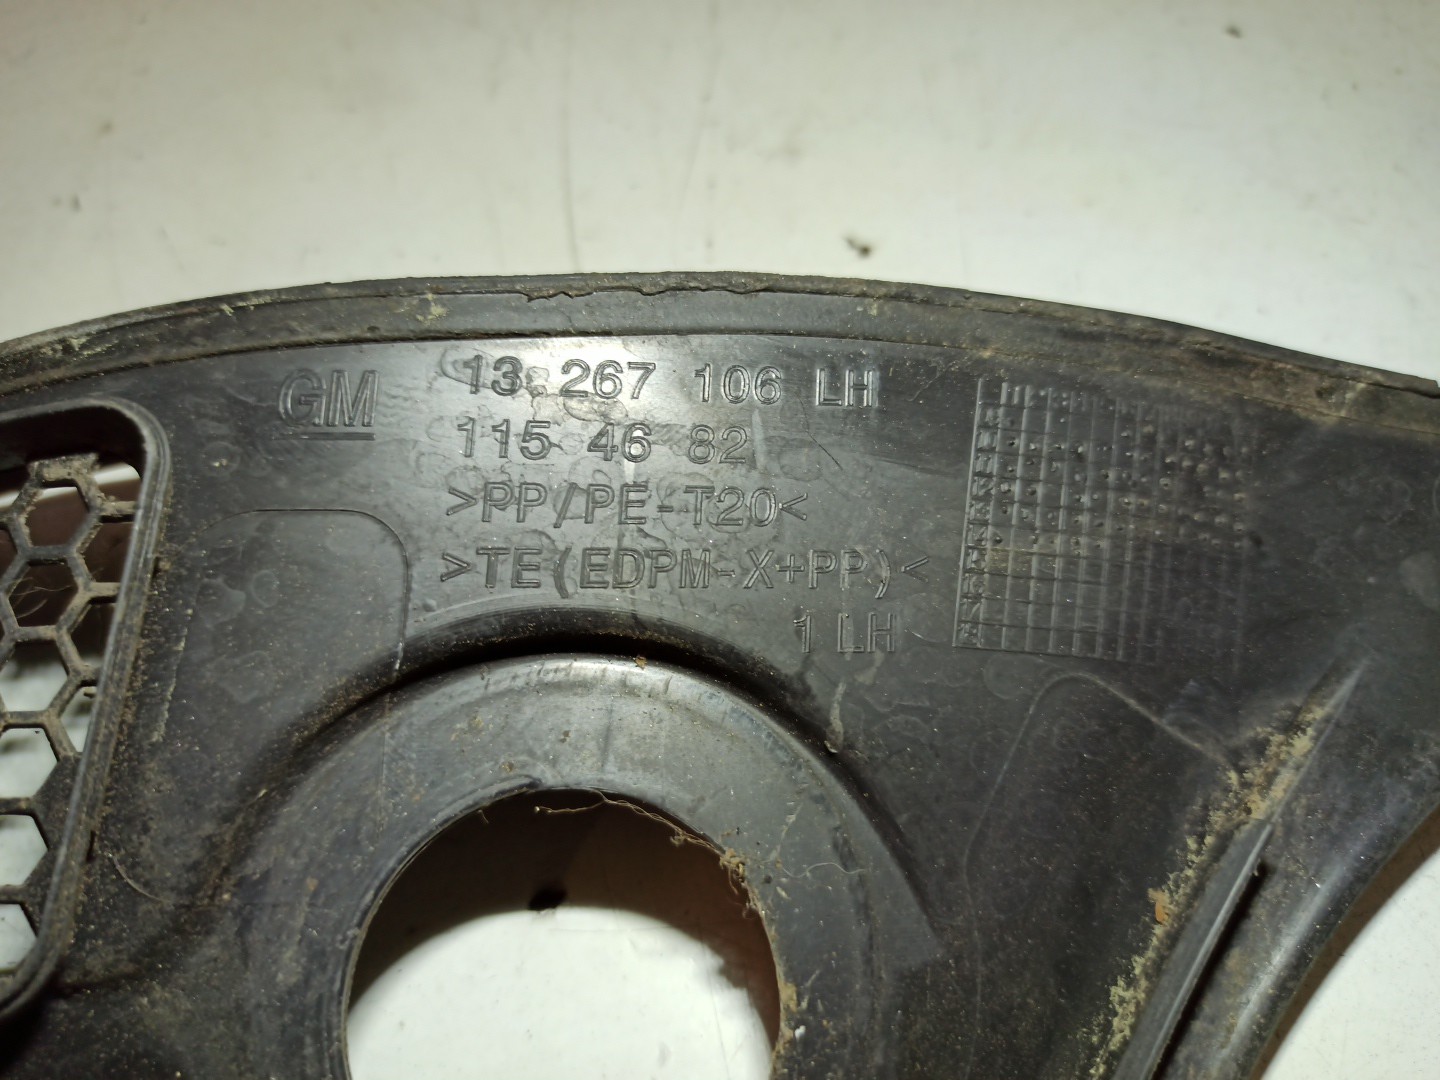 GM 13 267 106 LH
115 46 82
>PP/PE-T20<
>TE(EDPM-X+PP)<
1 LH